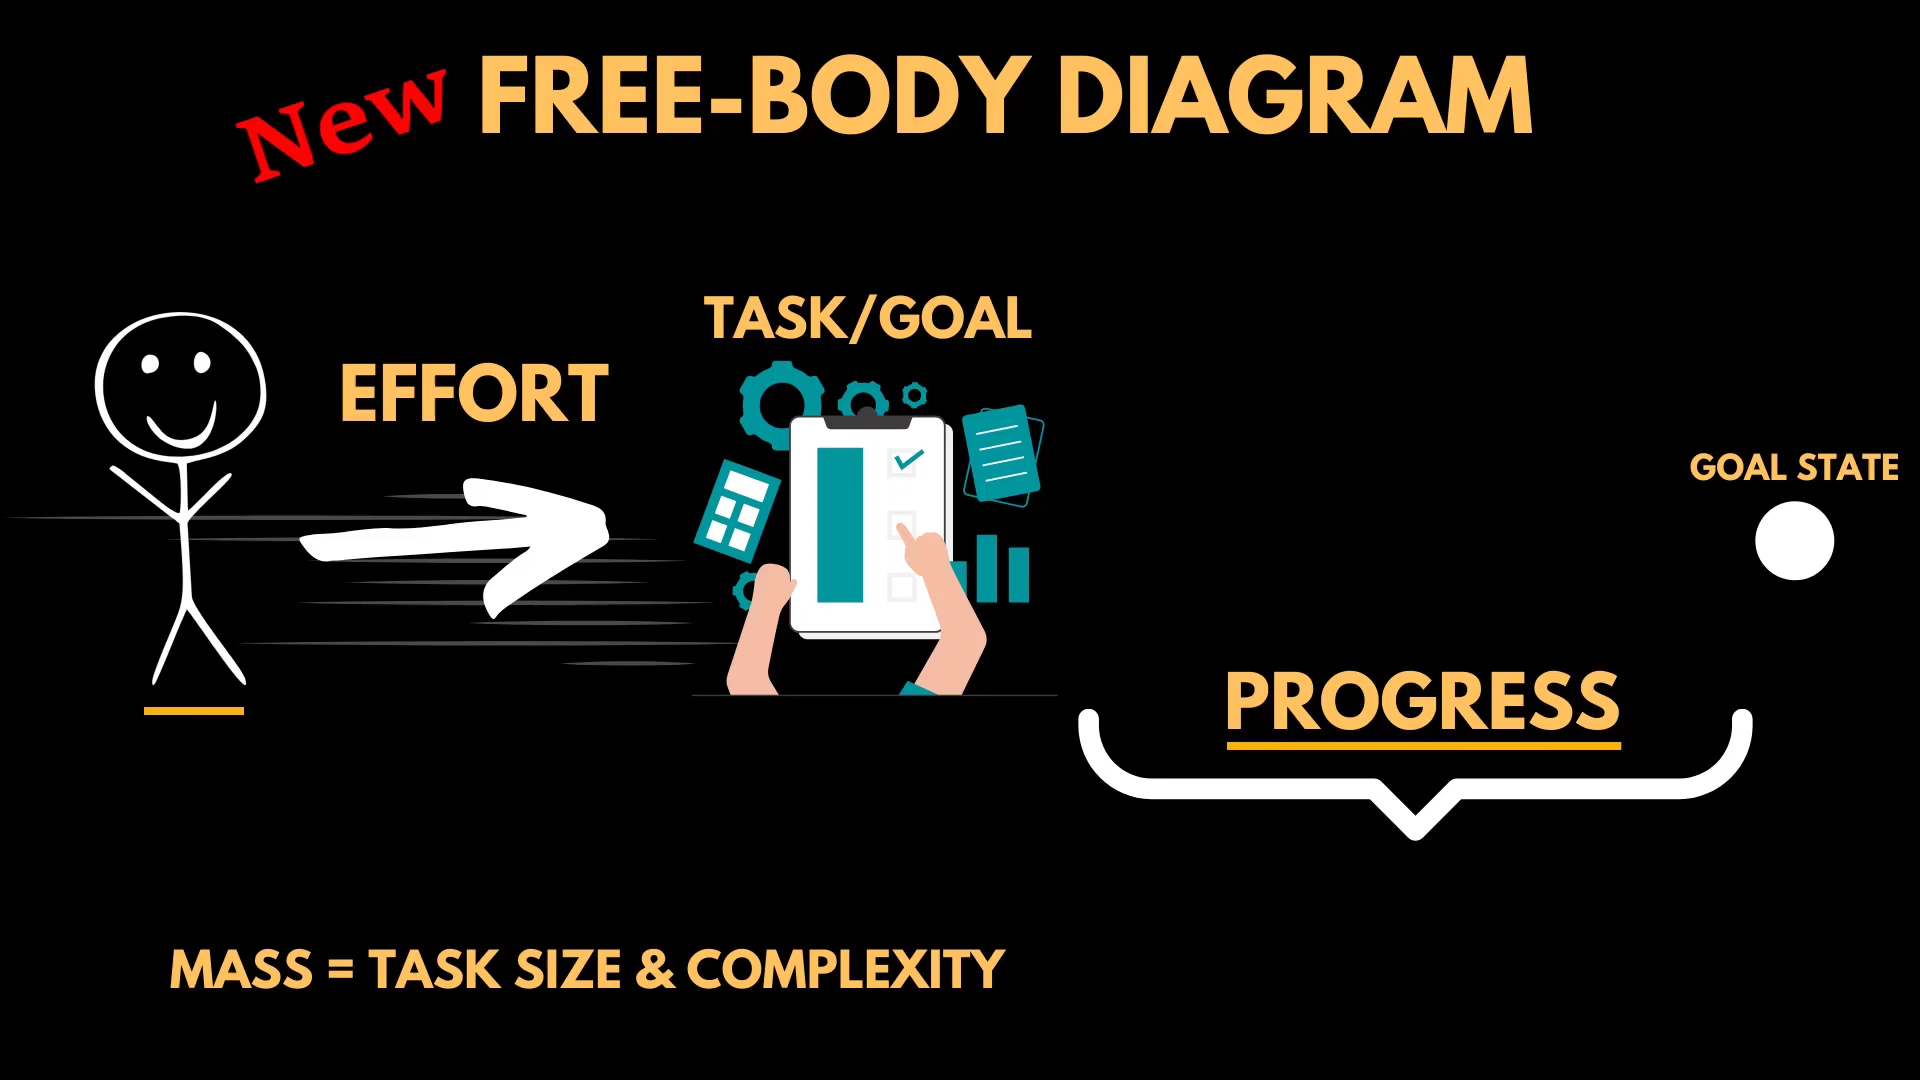 New FREE-BODY DIAGRAM
TASK/GOAL
EFFORT
GOAL STATE
PROGRESS
MASS = TASK SIZE & COMPLEXITY